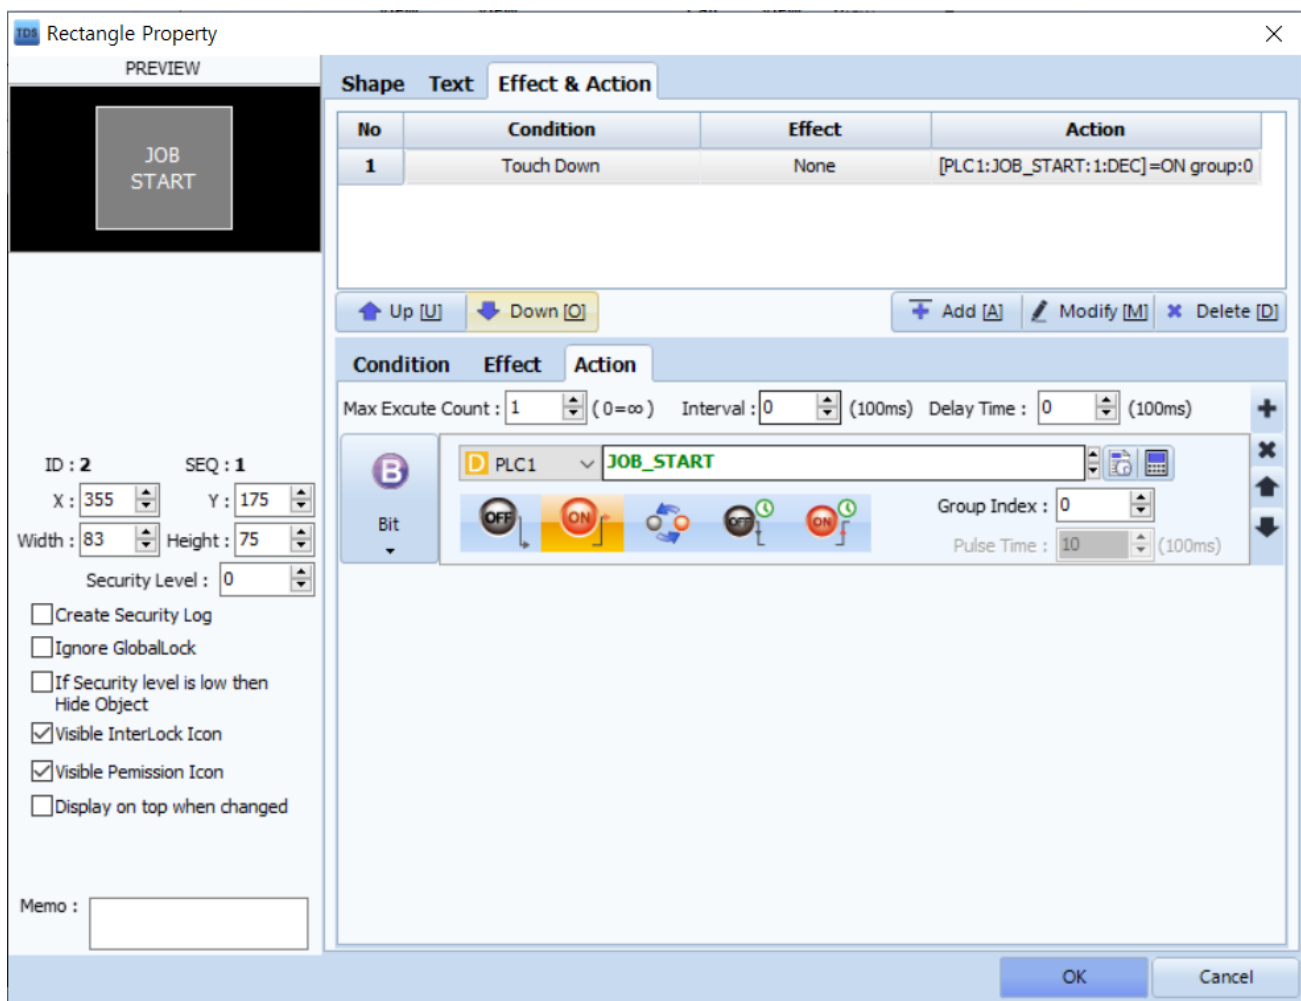 TDS Rectangle Property
PREVIEW
JOB
START
Shape Text Effect & Action
No Condition Effect Action
1 Touch Down None [PLC1:JOB_START:1:DEC]=ON group:0
Up [U] Down [O] Add [A] Modify [M] Delete [D]
Condition Effect Action
Max Excute Count : 1 ( 0=∞ ) Interval : 0 (100ms) Delay Time : 0 (100ms)
B D PLC1 JOB_START
Bit OFF ON OFF ON Group Index : 0
Pulse Time : 10 (100ms)
ID : 2 SEQ : 1
X : 355 Y : 175
Width : 83 Height : 75
Security Level : 0
Create Security Log
Ignore GlobalLock
If Security level is low then
Hide Object
Visible InterLock Icon
Visible Pemission Icon
Display on top when changed
Memo :
OK Cancel